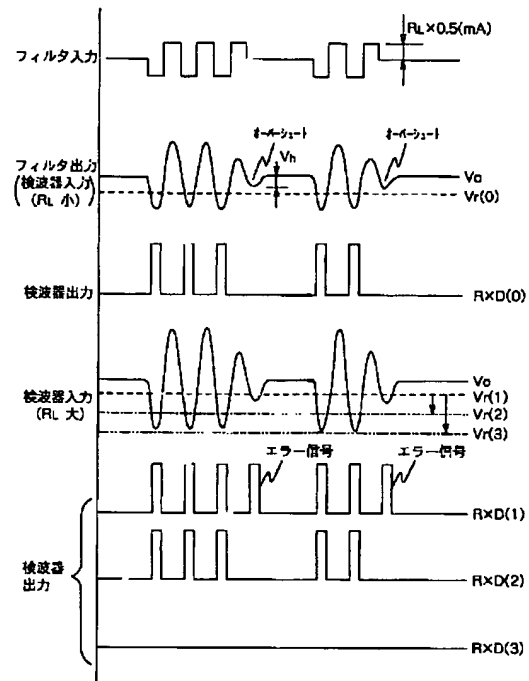 RL×0.5(mA)
フィルタ入力
オーバーシュート
オーバーシュート
Vh
フィルタ出力
(検波器入力
(RL 小)
Vo
Vr(0)
検波器出力
R×D(0)
検波器入力
(RL 大)
Vo
Vr(1)
Vr(2)
Vr(3)
エラー信号
エラー信号
R×D(1)
検波器
出力
R×D(2)
R×D(3)